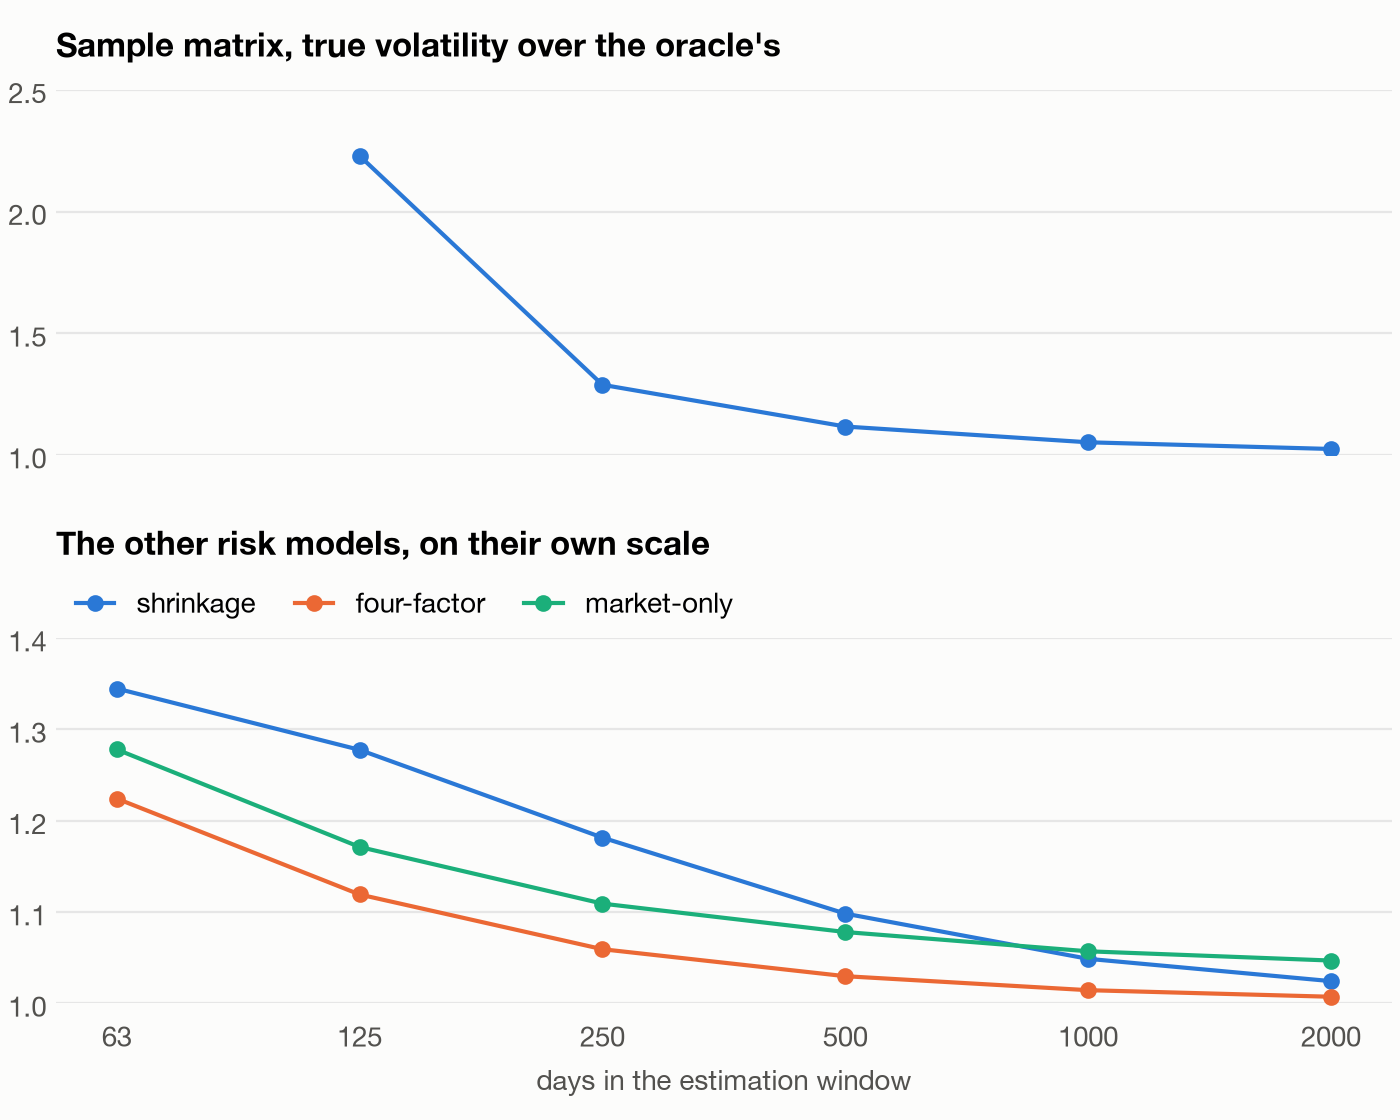 Sample matrix, true volatility over the oracle's
2.5
2.0
1.5
1.0
The other risk models, on their own scale
shrinkage four-factor market-only
1.4
1.3
1.2
1.1
1.0
63 125 250 500 1000 2000
days in the estimation window